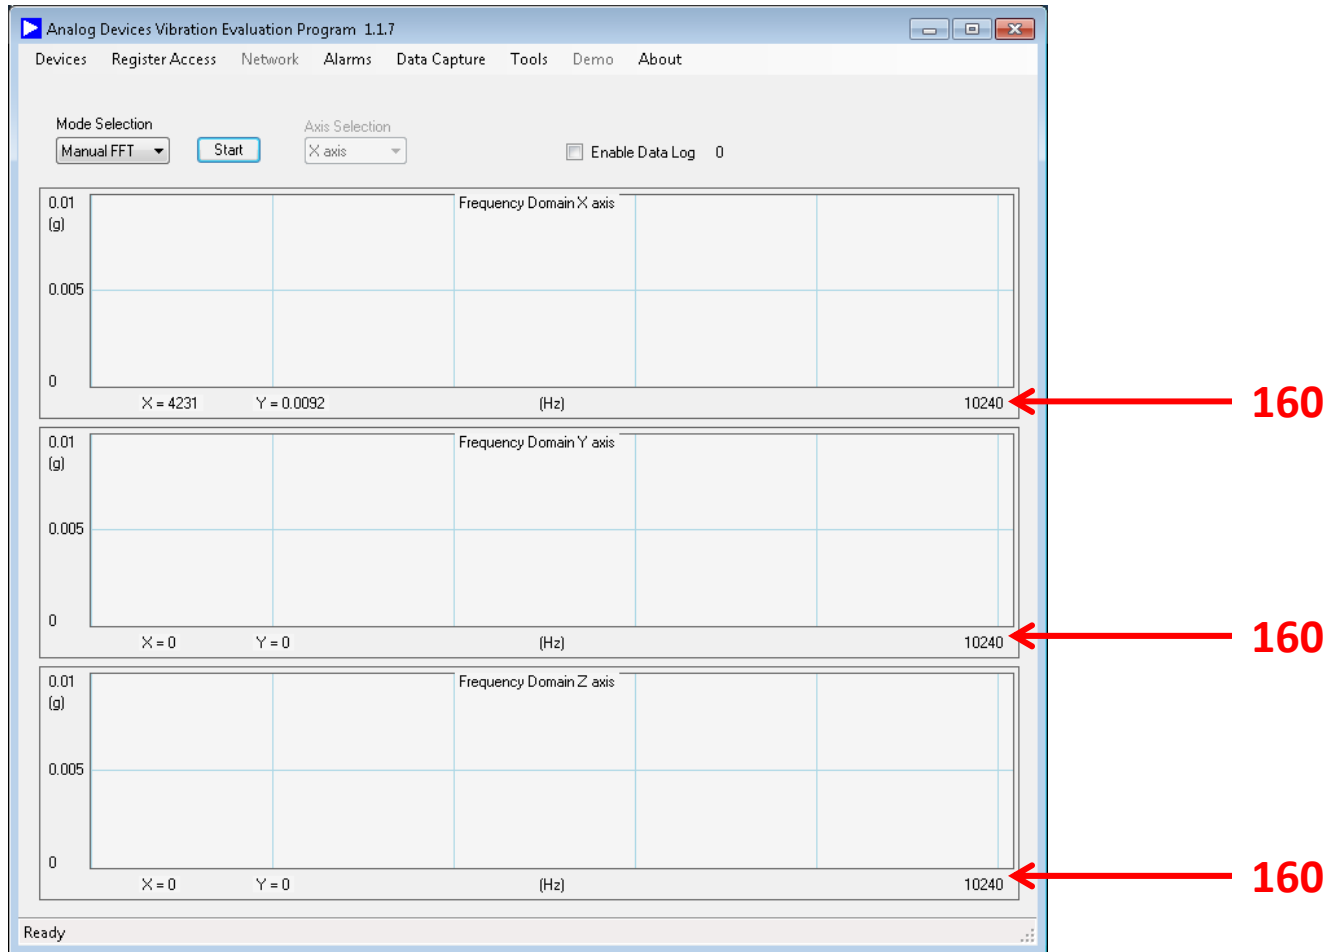 Analog Devices Vibration Evaluation Program 1.1.7
Devices Register Access Network Alarms Data Capture Tools Demo About
Mode Selection Axis Selection
Manual FFT Start X axis Enable Data Log 0
0.01 Frequency Domain X axis
(g)
0.005
0
X = 4231 Y = 0.0092 (Hz) 10240 160
0.01 Frequency Domain Y axis
(g)
0.005
0
X = 0 Y = 0 (Hz) 10240 160
0.01 Frequency Domain Z axis
(g)
0.005
0
X = 0 Y = 0 (Hz) 10240 160
Ready